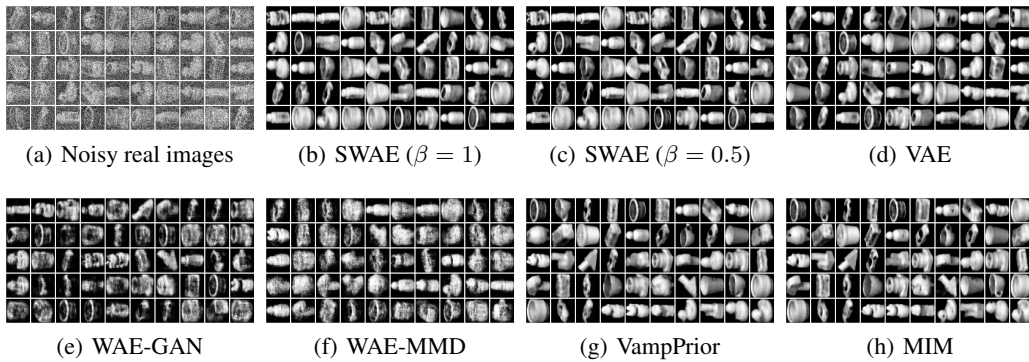 (a) Noisy real images
(b) SWAE (β = 1)
(c) SWAE (β = 0.5)
(d) VAE
(e) WAE-GAN
(f) WAE-MMD
(g) VampPrior
(h) MIM